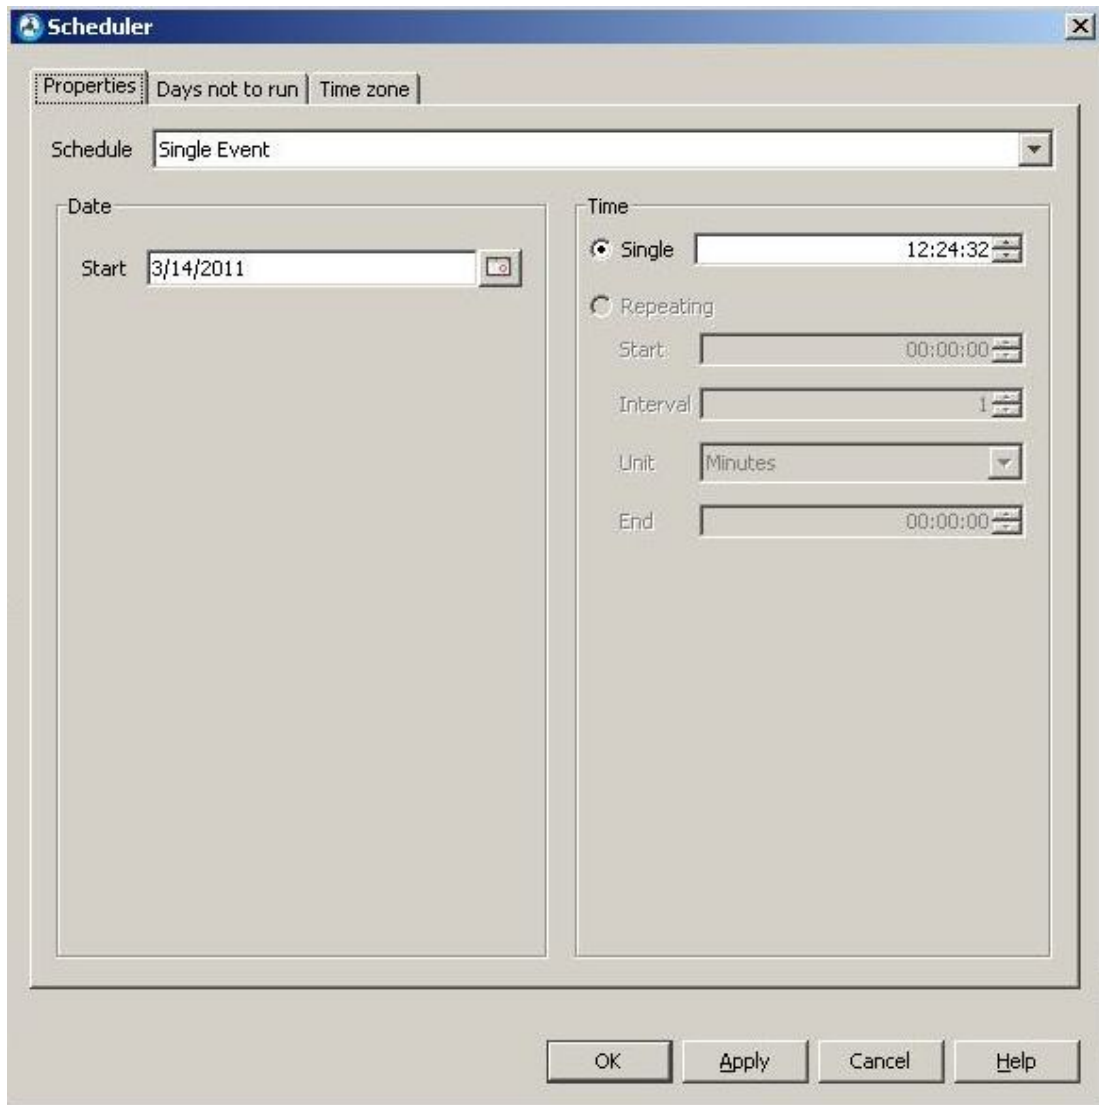 Scheduler
Properties Days not to run Time zone
Schedule Single Event
Date
Start 3/14/2011
Time
Single 12:24:32
Repeating
Start 00:00:00
Interval 1
Unit Minutes
End 00:00:00
OK Apply Cancel Help